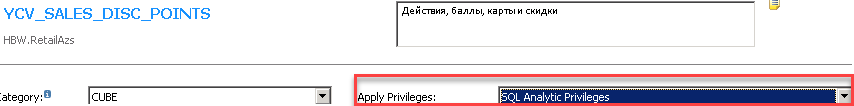 YCV_SALES_DISC_POINTS
Действия, баллы, карты и скидки
HBW.RetailAzs
Category:
CUBE
Apply Privileges:
SQL Analytic Privileges